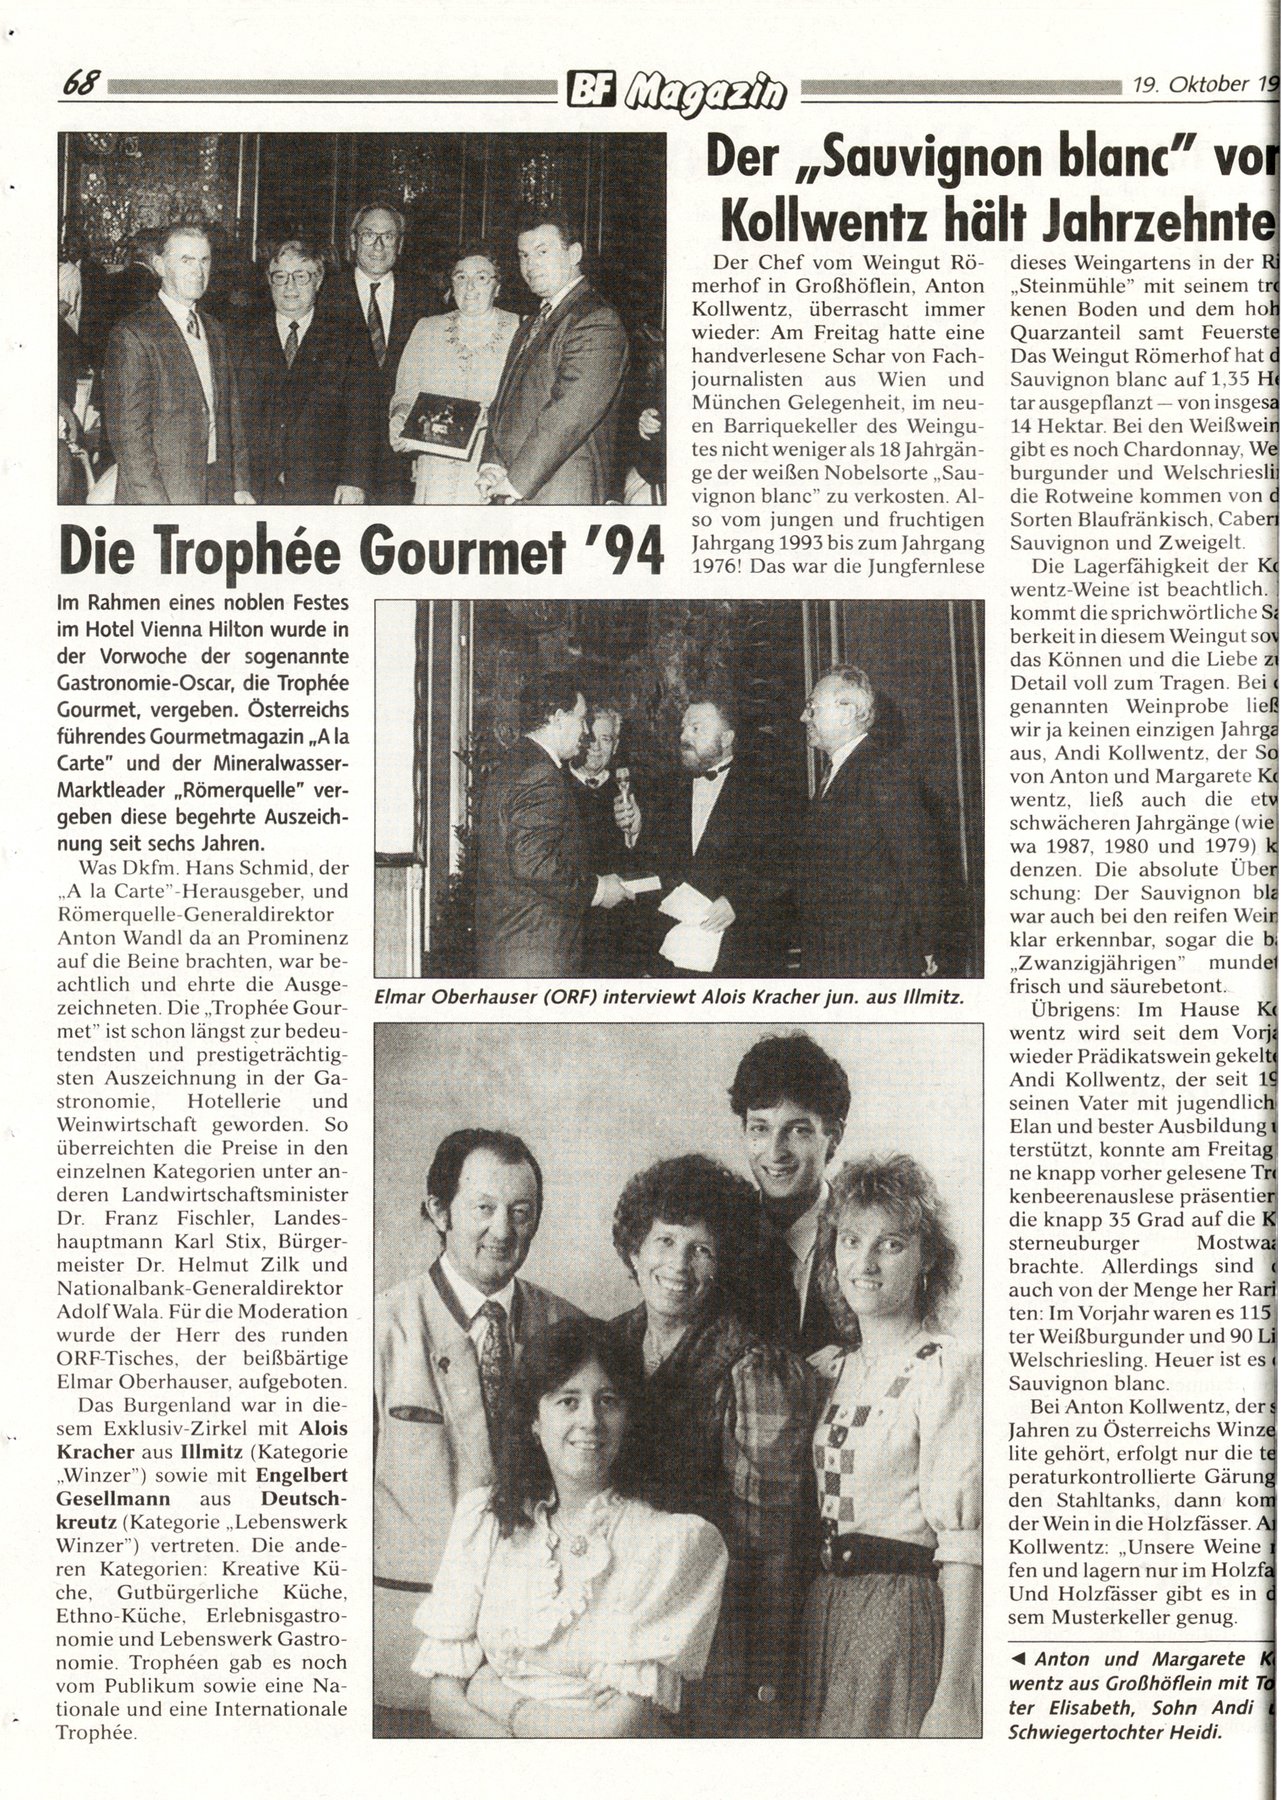 68
BF Magazin
19. Oktober 19
Die Trophée Gourmet ’94
Im Rahmen eines noblen Festes
im Hotel Vienna Hilton wurde in
der Vorwoche der sogenannte
Gastronomie-Oscar, die Trophée
Gourmet, vergeben. Österreichs
führendes Gourmetmagazin „A la
Carte” und der Mineralwasser-
Marktleader „Römerquelle” ver-
geben diese begehrte Auszeich-
nung seit sechs Jahren.
Was Dkfm. Hans Schmid, der
„A la Carte”-Herausgeber, und
Römerquelle-Generaldirektor
Anton Wandl da an Prominenz
auf die Beine brachten, war be-
achtlich und ehrte die Ausge-
zeichneten. Die „Trophée Gour-
met” ist schon längst zur bedeu-
tendsten und prestigeträchtig-
sten Auszeichnung in der Ga-
stronomie, Hotellerie und
Weinwirtschaft geworden. So
überreichten die Preise in den
einzelnen Kategorien unter an-
deren Landwirtschaftsminister
Dr. Franz Fischler, Landes-
hauptmann Karl Stix, Bürger-
meister Dr. Helmut Zilk und
Nationalbank-Generaldirektor
Adolf Wala. Für die Moderation
wurde der Herr des runden
ORF-Tisches, der beißbärtige
Elmar Oberhauser, aufgeboten.
Das Burgenland war in die-
sem Exklusiv-Zirkel mit Alois
Kracher aus Illmitz (Kategorie
„Winzer”) sowie mit Engelbert
Gesellmann aus Deutsch-
kreutz (Kategorie „Lebenswerk
Winzer”) vertreten. Die ande-
ren Kategorien: Kreative Kü-
che, Gutbürgerliche Küche,
Ethno-Küche, Erlebnisgastro-
nomie und Lebenswerk Gastro-
nomie. Trophéen gab es noch
vom Publikum sowie eine Na-
tionale und eine Internationale
Trophée.
Elmar Oberhauser (ORF) interviewt Alois Kracher jun. aus Illmitz.
Der „Sauvignon blanc” vor
Kollwentz hält Jahrzehnte
Der Chef vom Weingut Rö-
merhof in Großhöflein, Anton
Kollwentz, überrascht immer
wieder: Am Freitag hatte eine
handverlesene Schar von Fach-
journalisten aus Wien und
München Gelegenheit, im neu-
en Barriquekeller des Weingu-
tes nicht weniger als 18 Jahrgän-
ge der weißen Nobelsorte „Sau-
vignon blanc” zu verkosten. Al-
so vom jungen und fruchtigen
Jahrgang 1993 bis zum Jahrgang
1976! Das war die Jungfernlese
dieses Weingartens in der Ri
„Steinmühle” mit seinem tro
kenen Boden und dem hoh
Quarzanteil samt Feuerste
Das Weingut Römerhof hat d
Sauvignon blanc auf 1,35 He
tar ausgepflanzt — von insgesa
14 Hektar. Bei den Weißwein
gibt es noch Chardonnay, We
burgunder und Welschrieslin
die Rotweine kommen von d
Sorten Blaufränkisch, Cabern
Sauvignon und Zweigelt.
Die Lagerfähigkeit der Ko
wentz-Weine ist beachtlich.
kommt die sprichwörtliche Sa
berkeit in diesem Weingut sow
das Können und die Liebe zu
Detail voll zum Tragen. Bei d
genannten Weinprobe ließ
wir ja keinen einzigen Jahrga
aus, Andi Kollwentz, der So
von Anton und Margarete Ko
wentz, ließ auch die etw
schwächeren Jahrgänge (wie
wa 1987, 1980 und 1979) k
denzen. Die absolute Über
schung: Der Sauvignon bla
war auch bei den reifen Wein
klar erkennbar, sogar die ba
„Zwanzigjährigen” mundet
frisch und säurebetont.
Übrigens: Im Hause Ko
wentz wird seit dem Vorja
wieder Prädikatswein gekelte
Andi Kollwentz, der seit 19
seinen Vater mit jugendlich
Elan und bester Ausbildung u
terstützt, konnte am Freitag
ne knapp vorher gelesene Tro
kenbeerenauslese präsentier
die knapp 35 Grad auf die K
sterneuburger Mostwaa
brachte. Allerdings sind d
auch von der Menge her Rari
ten: Im Vorjahr waren es 115
ter Weißburgunder und 90 Li
Welschriesling. Heuer ist es
Sauvignon blanc.
Bei Anton Kollwentz, der s
Jahren zu Österreichs Winze
lite gehört, erfolgt nur die te
peraturkontrollierte Gärung
den Stahltanks, dann kom
der Wein in die Holzfässer. A
Kollwentz: „Unsere Weine r
fen und lagern nur im Holzfa
Und Holzfässer gibt es in d
sem Musterkeller genug.
◄ Anton und Margarete K
wentz aus Großhöflein mit To
ter Elisabeth, Sohn Andi u
Schwiegertochter Heidi.